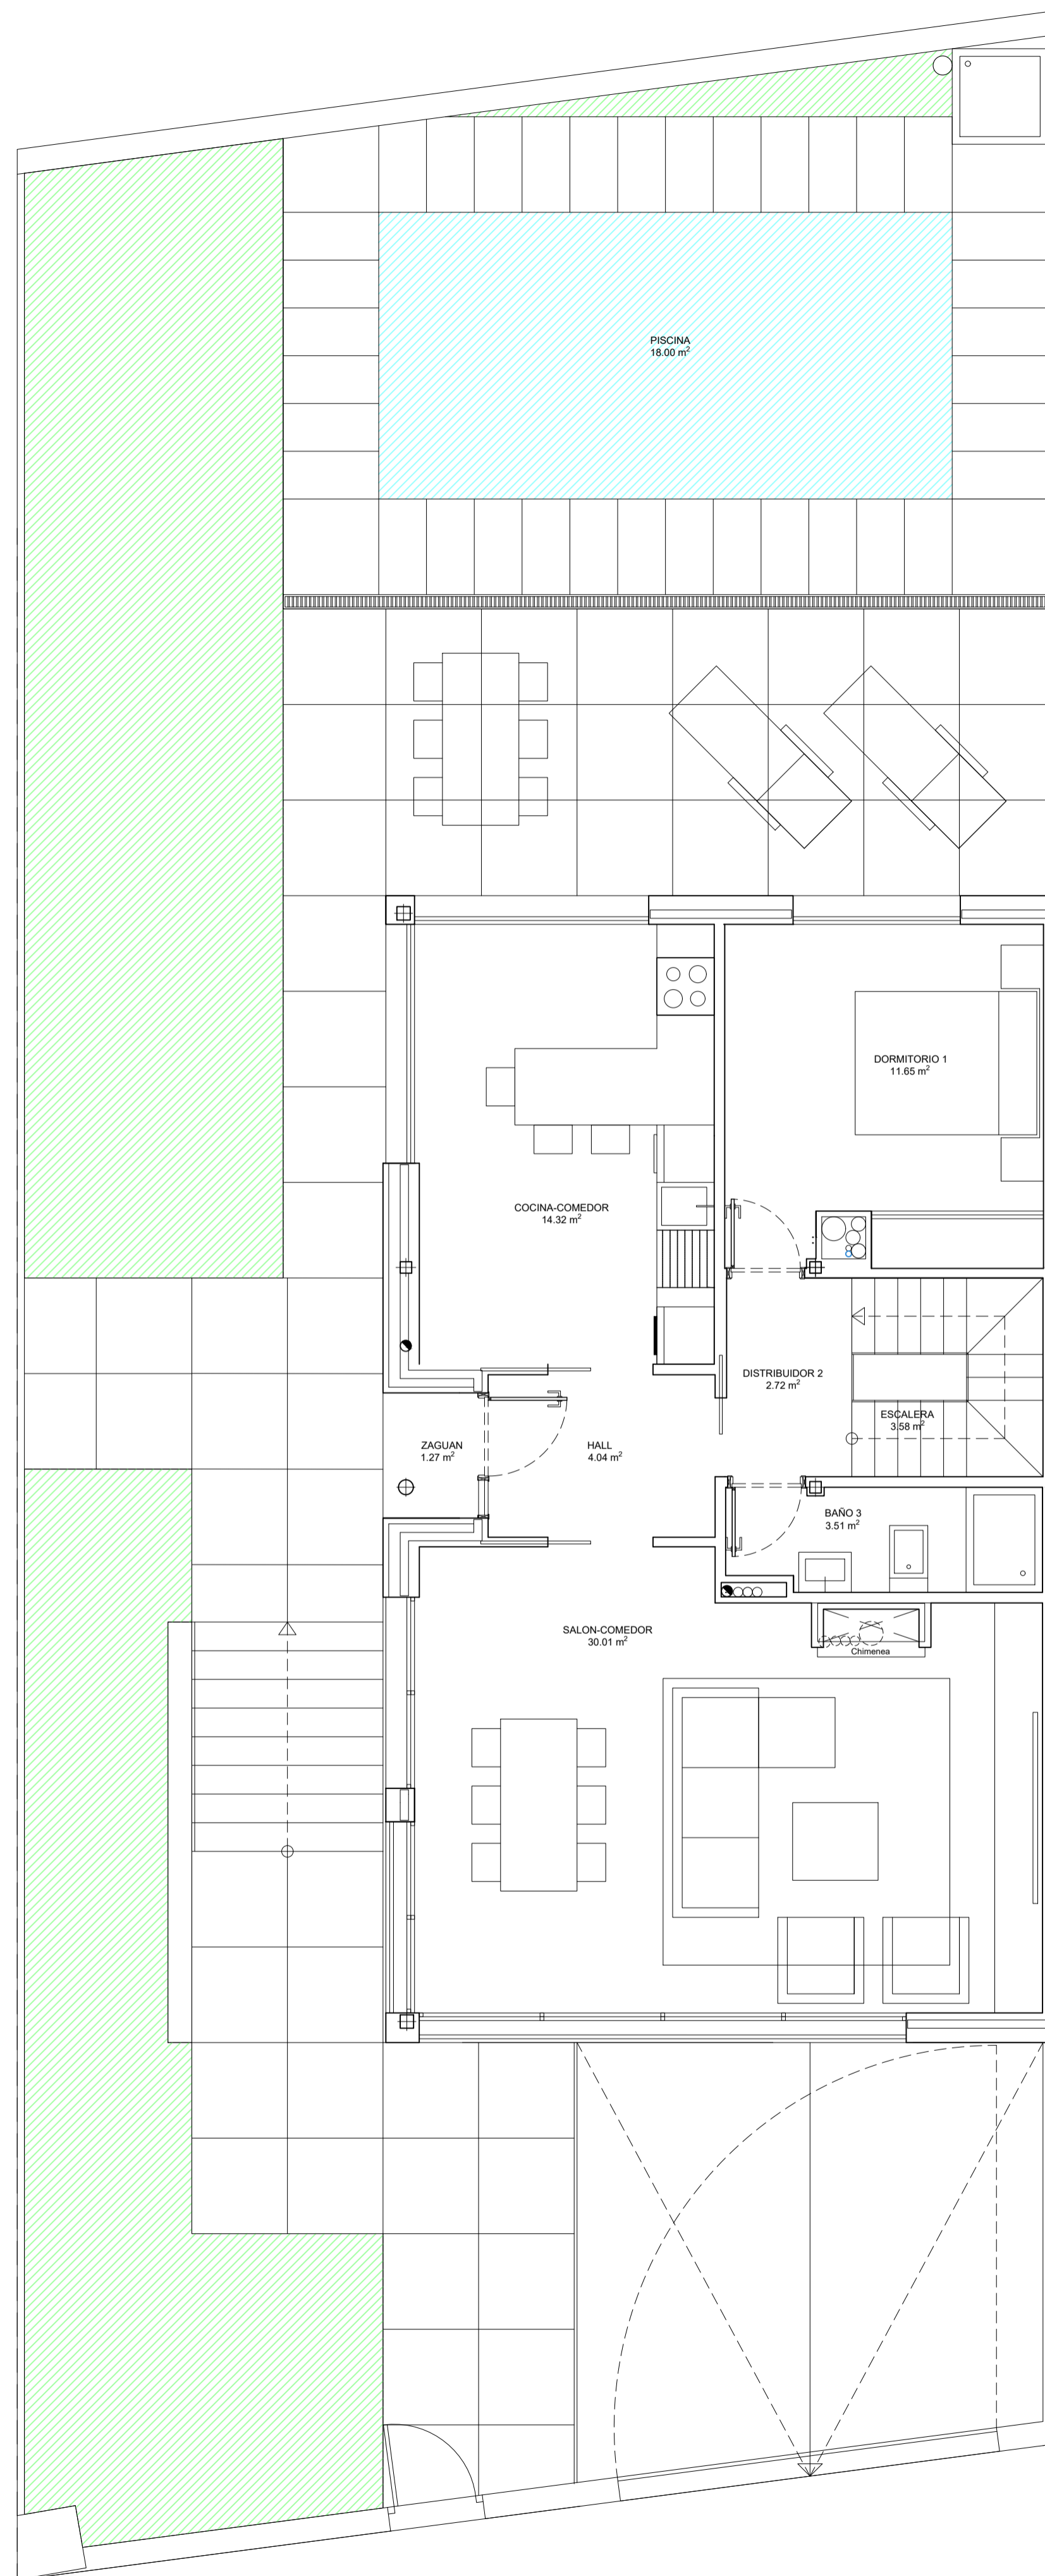 PISCINA
18.00 m²
DORMITORIO 1
11.65 m²
COCINA-COMEDOR
14.32 m²
DISTRIBUIDOR 2
2.72 m²
ESCALERA
3.58 m²
ZAGUAN
1.27 m²
HALL
4.04 m²
BAÑO 3
3.51 m²
SALON-COMEDOR
30.01 m²
Chimenea